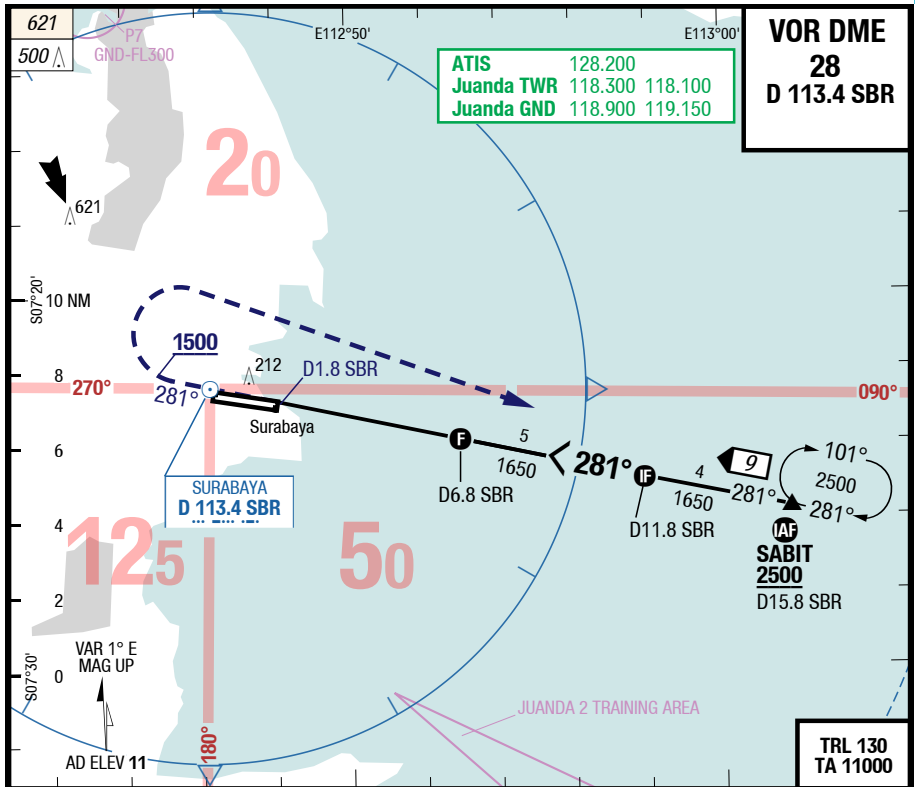 621
500
P7
GND-FL300
E112°50'
E113°00'
VOR DME
28
D 113.4 SBR
ATIS 128.200
Juanda TWR 118.300 118.100
Juanda GND 118.900 119.150
20
621
S07°20'
10 NM
1500
212
D1.8 SBR
8
270°
281°
090°
Surabaya
6
F
5
1650
D6.8 SBR
281°
IF
4
1650
D11.8 SBR
9
281°
101°
2500
281°
IAF
SABIT
2500
D15.8 SBR
SURABAYA
D 113.4 SBR
4
125
50
2
VAR 1° E
MAG UP
S07°30'
0
180°
JUANDA 2 TRAINING AREA
AD ELEV 11
TRL 130
TA 11000